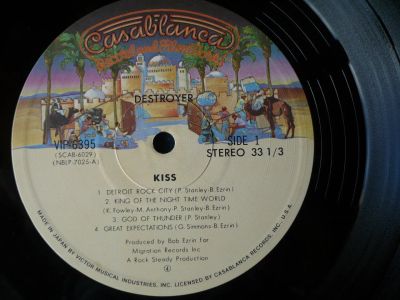 Casablanca
Record and FilmWorks
DESTROYER
VIP-6395
(SCAB-6029)
(NBLP-7025-A)
SIDE 1
STEREO 33 1/3
KISS
1. DETROIT ROCK CITY (P. Stanley-B. Ezrin)
2. KING OF THE NIGHT TIME WORLD
(K. Fowley-M. Anthony-P. Stanley-B. Ezrin)
3. GOD OF THUNDER (P. Stanley)
4. GREAT EXPECTATIONS (G. Simmons-B. Ezrin)
Produced by Bob Ezrin For
Migration Records Inc
A Rock Steady Production
4
MADE IN JAPAN BY VICTOR MUSICAL INDUSTRIES, INC. LICENSED BY CASABLANCA RECORDS, INC., U.S.A.